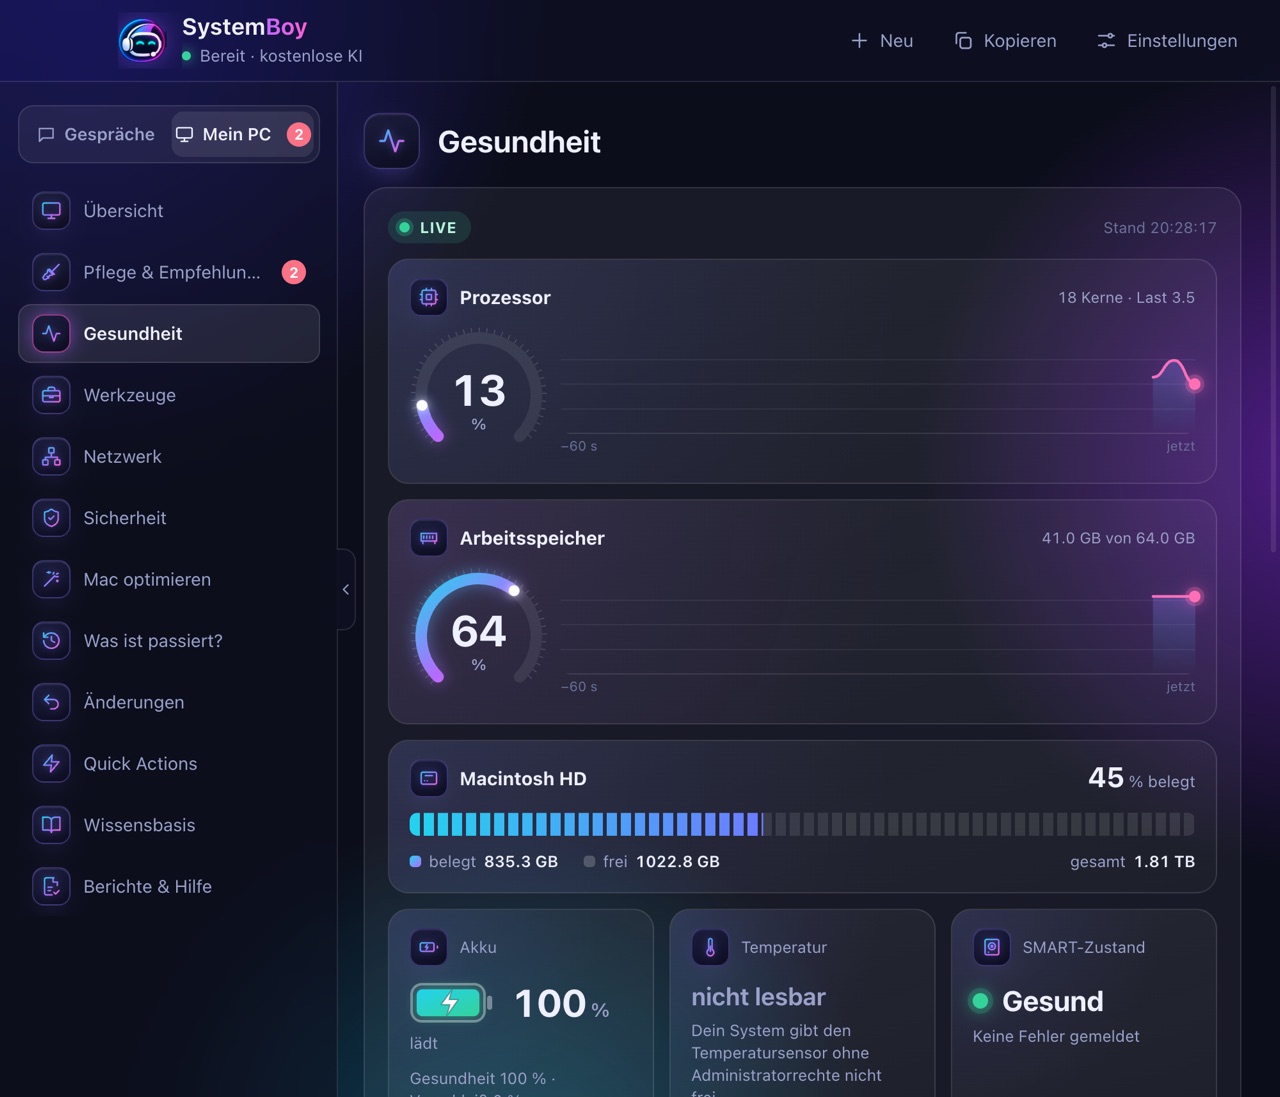 SystemBoy
Bereit · kostenlose KI
Neu
Kopieren
Einstellungen
Gespräche
Mein PC
2
Übersicht
Pflege & Empfehlun...
2
Gesundheit
Werkzeuge
Netzwerk
Sicherheit
Mac optimieren
Was ist passiert?
Änderungen
Quick Actions
Wissensbasis
Berichte & Hilfe
Gesundheit
LIVE
Stand 20:28:17
Prozessor
18 Kerne · Last 3.5
13
%
−60 s
jetzt
Arbeitsspeicher
41.0 GB von 64.0 GB
64
%
−60 s
jetzt
Macintosh HD
45 % belegt
belegt 835.3 GB
frei 1022.8 GB
gesamt 1.81 TB
Akku
100 %
lädt
Gesundheit 100 % ·
Temperatur
nicht lesbar
Dein System gibt den
Temperatursensor ohne
Administratorrechte nicht
SMART-Zustand
Gesund
Keine Fehler gemeldet